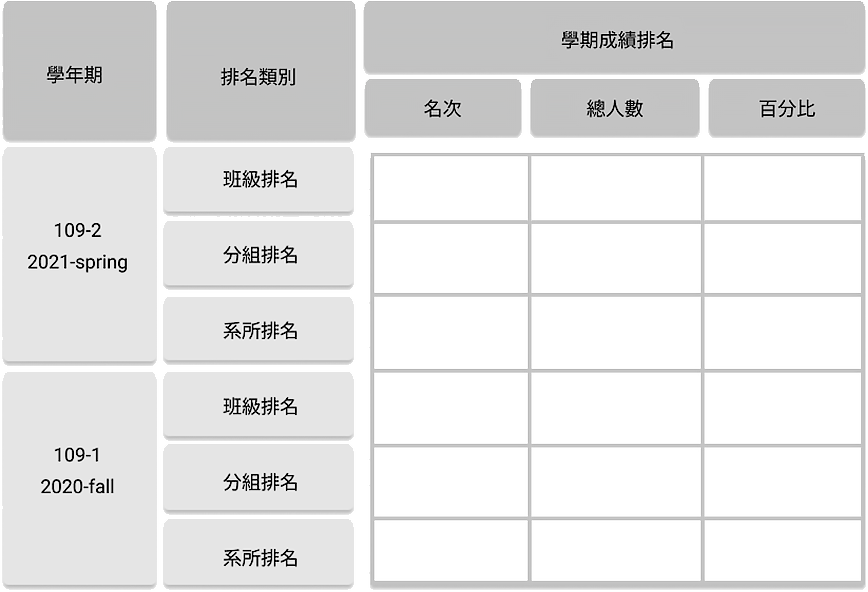 學年期
排名類別
學期成績排名
名次
總人數
百分比
109-2
2021-spring
班級排名
分組排名
系所排名
109-1
2020-fall
班級排名
分組排名
系所排名